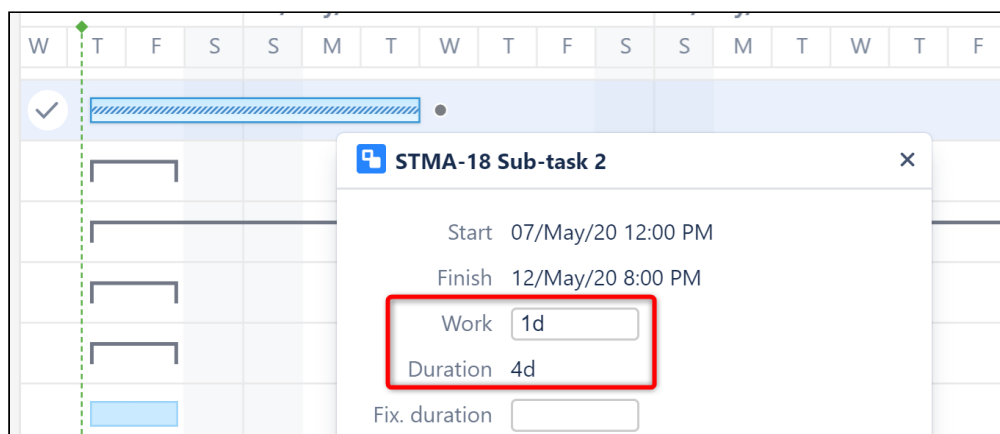 W T F S S M T W T F S S M T W T F
STMA-18 Sub-task 2
Start 07/May/20 12:00 PM
Finish 12/May/20 8:00 PM
Work 1d
Duration 4d
Fix. duration